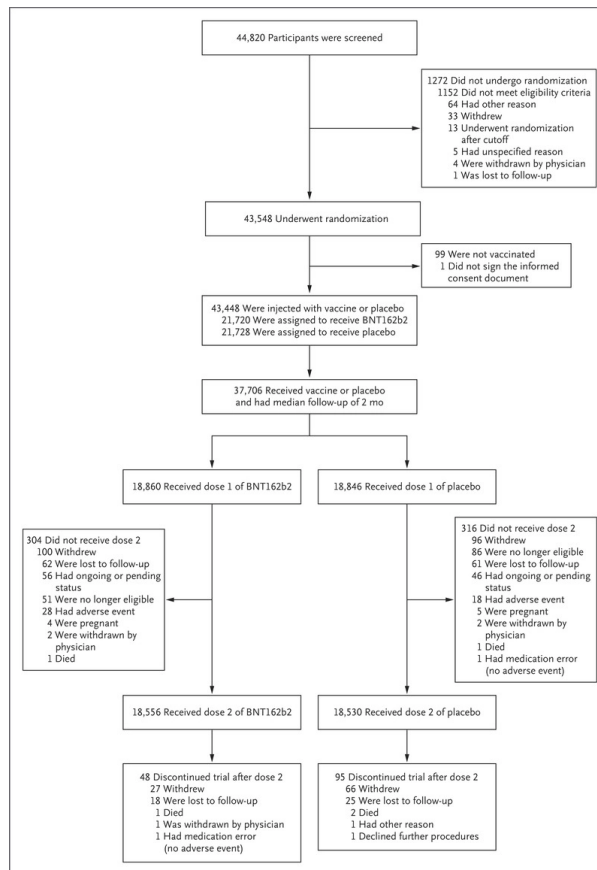 44,820 Participants were screened
1272 Did not undergo randomization
1152 Did not meet eligibility criteria
64 Had other reason
33 Withdrew
13 Underwent randomization
after cutoff
5 Had unspecified reason
4 Were withdrawn by physician
1 Was lost to follow-up
43,548 Underwent randomization
99 Were not vaccinated
1 Did not sign the informed
consent document
43,448 Were injected with vaccine or placebo
21,720 Were assigned to receive BNT162b2
21,728 Were assigned to receive placebo
37,706 Received vaccine or placebo
and had median follow-up of 2 mo
18,860 Received dose 1 of BNT162b2
18,846 Received dose 1 of placebo
304 Did not receive dose 2
100 Withdrew
62 Were lost to follow-up
56 Had ongoing or pending
status
51 Were no longer eligible
28 Had adverse event
4 Were pregnant
2 Were withdrawn by
physician
1 Died
316 Did not receive dose 2
96 Withdrew
86 Were no longer eligible
61 Were lost to follow-up
46 Had ongoing or pending
status
18 Had adverse event
5 Were pregnant
2 Were withdrawn by
physician
1 Died
1 Had medication error
(no adverse event)
18,556 Received dose 2 of BNT162b2
18,530 Received dose 2 of placebo
48 Discontinued trial after dose 2
27 Withdrew
18 Were lost to follow-up
1 Died
1 Was withdrawn by physician
1 Had medication error
(no adverse event)
95 Discontinued trial after dose 2
66 Withdrew
25 Were lost to follow-up
2 Died
1 Had other reason
1 Declined further procedures